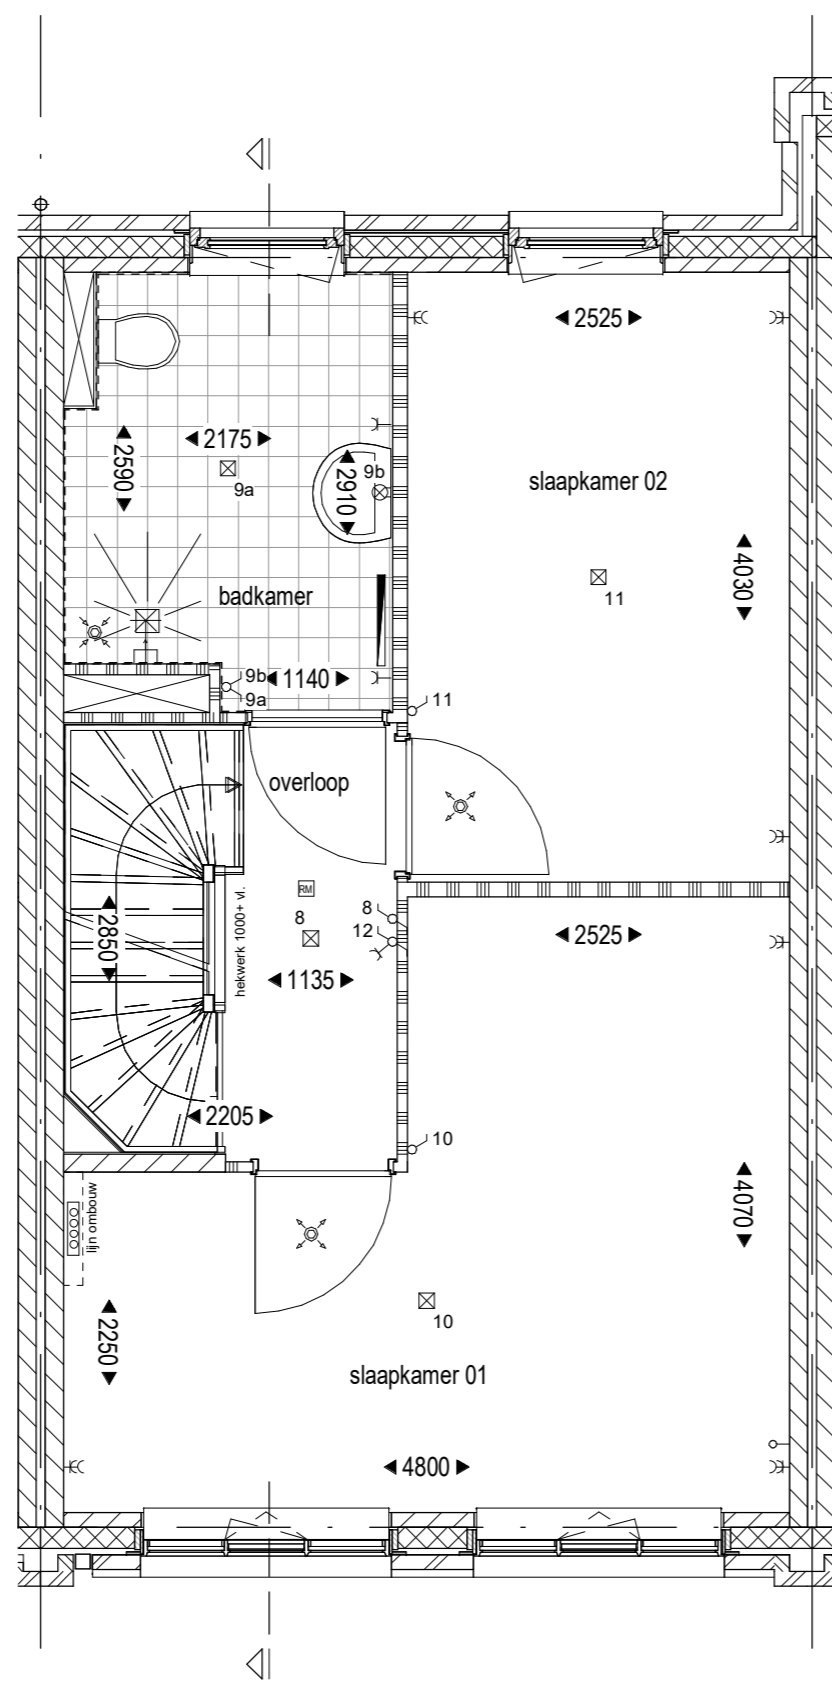 2525
2175
2590
9a
2910
9b
slaapkamer 02
4030
11
badkamer
9b
9a
1140
11
overloop
RM
8
8
12
hekwerk 1000+ vl.
2850
2525
1135
2205
10
lijn ombouw
4070
2250
10
slaapkamer 01
4800